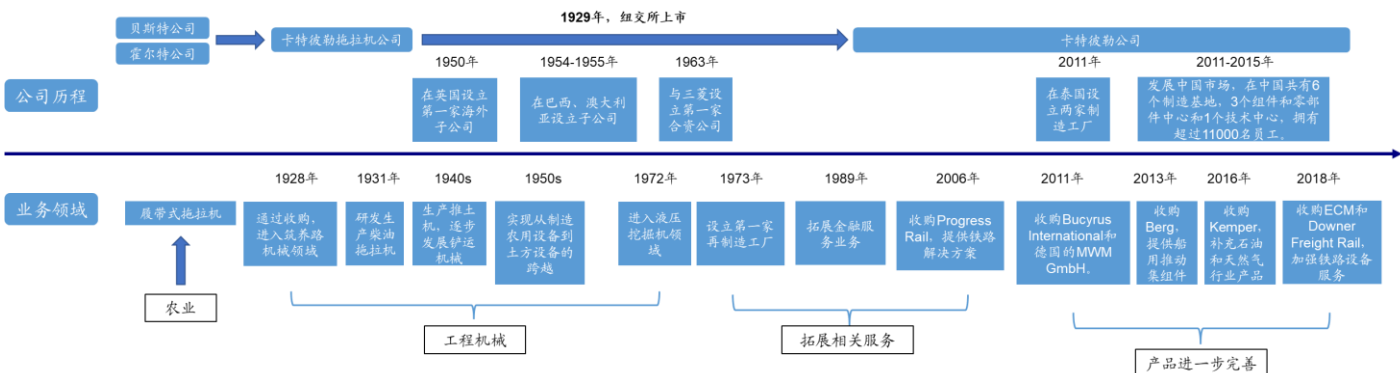 1929年，纽交所上市
贝斯特公司
霍尔特公司
卡特彼勒拖拉机公司
卡特彼勒公司
公司历程
1950年
在英国设立
第一家海外
子公司
1954-1955年
在巴西、澳大利
亚设立子公司
1963年
与三菱设
立第一家
合资公司
2011年
在泰国设
立两家制
造工厂
2011-2015年
发展中国市场，在中国共有6
个制造基地，3个组件和零部
件中心和1个技术中心，拥有
超过11000名员工。
业务领域
履带式拖拉机
农业
1928年
通过收购，
进入筑养路
机械领域
1931年
研发生
产柴油
拖拉机
1940s
生产推土
机，逐步
发展铲运
机械
1950s
实现从制造
农用设备到
土方设备的
跨越
1972年
进入液压
挖掘机领
域
工程机械
1973年
设立第一家
再制造工厂
1989年
拓展金融服
务业务
2006年
收购Progress
Rail，提供铁路
解决方案
拓展相关服务
2011年
收购Bucyrus
International和
德国的MWM
GmbH。
2013年
收购
Berg，
提供船
用推动
集组件
2016年
收购
Kemper，
补充石油
和天然气
行业产品
2018年
收购ECM和
Downer
Freight Rail，
加强铁路设备
服务
产品进一步完善